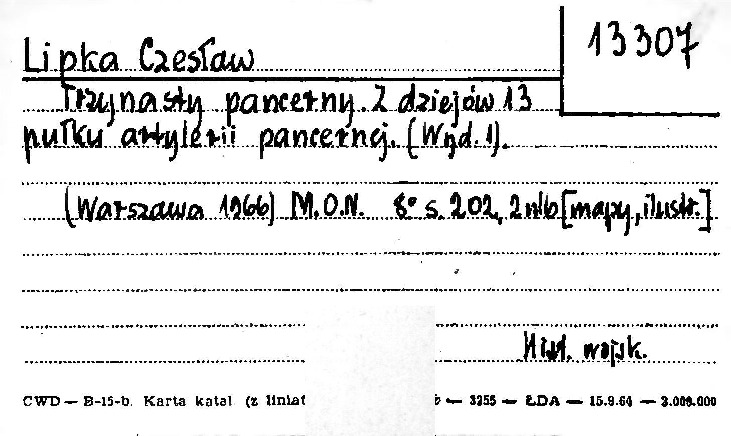 13307
Lipka Czesław
Trzynasty pancerny. Z dziejów 13
pułku artylerii pancernej. (Wyd. 1).
(Warszawa 1966) M.O.N. 8° s. 202, 2 nlb [mapy, ilustr.]
Hist. wojsk.
CWD — B-15-b. Karta katal (z liniat — 3255 — ŁDA — 15.9.64 — 3.000.000